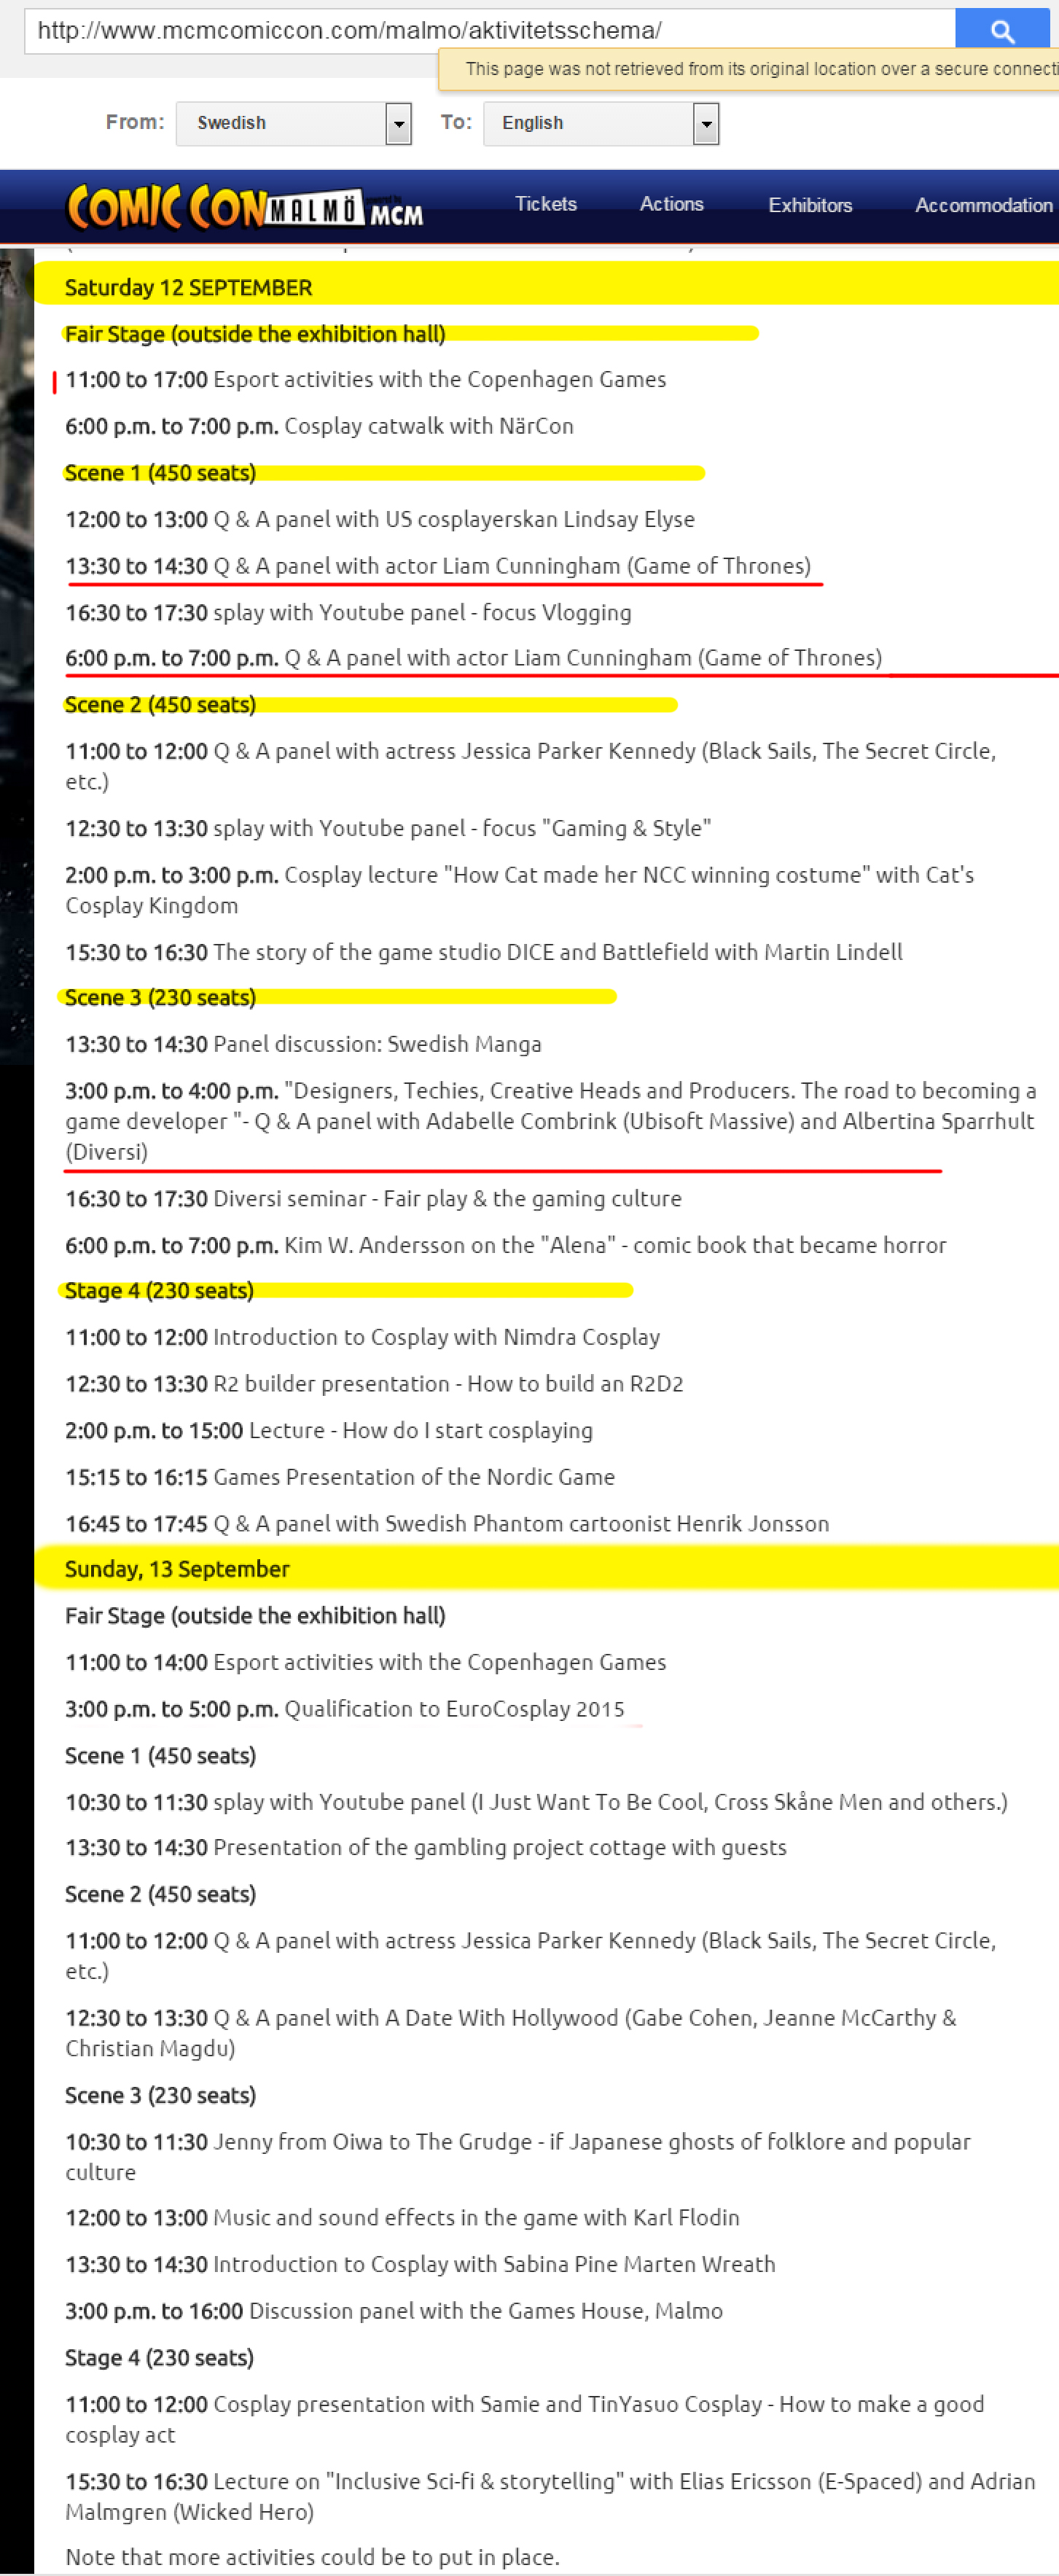 http://www.mcmcomiccon.com/malmo/aktivitetsschema/
This page was not retrieved from its original location over a secure connecti
From: Swedish To: English
COMIC CON MALMÖ powered by MCM Tickets Actions Exhibitors Accommodation
Saturday 12 SEPTEMBER
Fair Stage (outside the exhibition hall)
11:00 to 17:00 Esport activities with the Copenhagen Games
6:00 p.m. to 7:00 p.m. Cosplay catwalk with NärCon
Scene 1 (450 seats)
12:00 to 13:00 Q & A panel with US cosplayerskan Lindsay Elyse
13:30 to 14:30 Q & A panel with actor Liam Cunningham (Game of Thrones)
16:30 to 17:30 splay with Youtube panel - focus Vlogging
6:00 p.m. to 7:00 p.m. Q & A panel with actor Liam Cunningham (Game of Thrones)
Scene 2 (450 seats)
11:00 to 12:00 Q & A panel with actress Jessica Parker Kennedy (Black Sails, The Secret Circle,
etc.)
12:30 to 13:30 splay with Youtube panel - focus "Gaming & Style"
2:00 p.m. to 3:00 p.m. Cosplay lecture "How Cat made her NCC winning costume" with Cat's
Cosplay Kingdom
15:30 to 16:30 The story of the game studio DICE and Battlefield with Martin Lindell
Scene 3 (230 seats)
13:30 to 14:30 Panel discussion: Swedish Manga
3:00 p.m. to 4:00 p.m. "Designers, Techies, Creative Heads and Producers. The road to becoming a
game developer "- Q & A panel with Adabelle Combrink (Ubisoft Massive) and Albertina Sparrhult
(Diversi)
16:30 to 17:30 Diversi seminar - Fair play & the gaming culture
6:00 p.m. to 7:00 p.m. Kim W. Andersson on the "Alena" - comic book that became horror
Stage 4 (230 seats)
11:00 to 12:00 Introduction to Cosplay with Nimdra Cosplay
12:30 to 13:30 R2 builder presentation - How to build an R2D2
2:00 p.m. to 15:00 Lecture - How do I start cosplaying
15:15 to 16:15 Games Presentation of the Nordic Game
16:45 to 17:45 Q & A panel with Swedish Phantom cartoonist Henrik Jonsson
Sunday, 13 September
Fair Stage (outside the exhibition hall)
11:00 to 14:00 Esport activities with the Copenhagen Games
3:00 p.m. to 5:00 p.m. Qualification to EuroCosplay 2015
Scene 1 (450 seats)
10:30 to 11:30 splay with Youtube panel (I Just Want To Be Cool, Cross Skåne Men and others.)
13:30 to 14:30 Presentation of the gambling project cottage with guests
Scene 2 (450 seats)
11:00 to 12:00 Q & A panel with actress Jessica Parker Kennedy (Black Sails, The Secret Circle,
etc.)
12:30 to 13:30 Q & A panel with A Date With Hollywood (Gabe Cohen, Jeanne McCarthy &
Christian Magdu)
Scene 3 (230 seats)
10:30 to 11:30 Jenny from Oiwa to The Grudge - if Japanese ghosts of folklore and popular
culture
12:00 to 13:00 Music and sound effects in the game with Karl Flodin
13:30 to 14:30 Introduction to Cosplay with Sabina Pine Marten Wreath
3:00 p.m. to 16:00 Discussion panel with the Games House, Malmo
Stage 4 (230 seats)
11:00 to 12:00 Cosplay presentation with Samie and TinYasuo Cosplay - How to make a good
cosplay act
15:30 to 16:30 Lecture on "Inclusive Sci-fi & storytelling" with Elias Ericsson (E-Spaced) and Adrian
Malmgren (Wicked Hero)
Note that more activities could be to put in place.